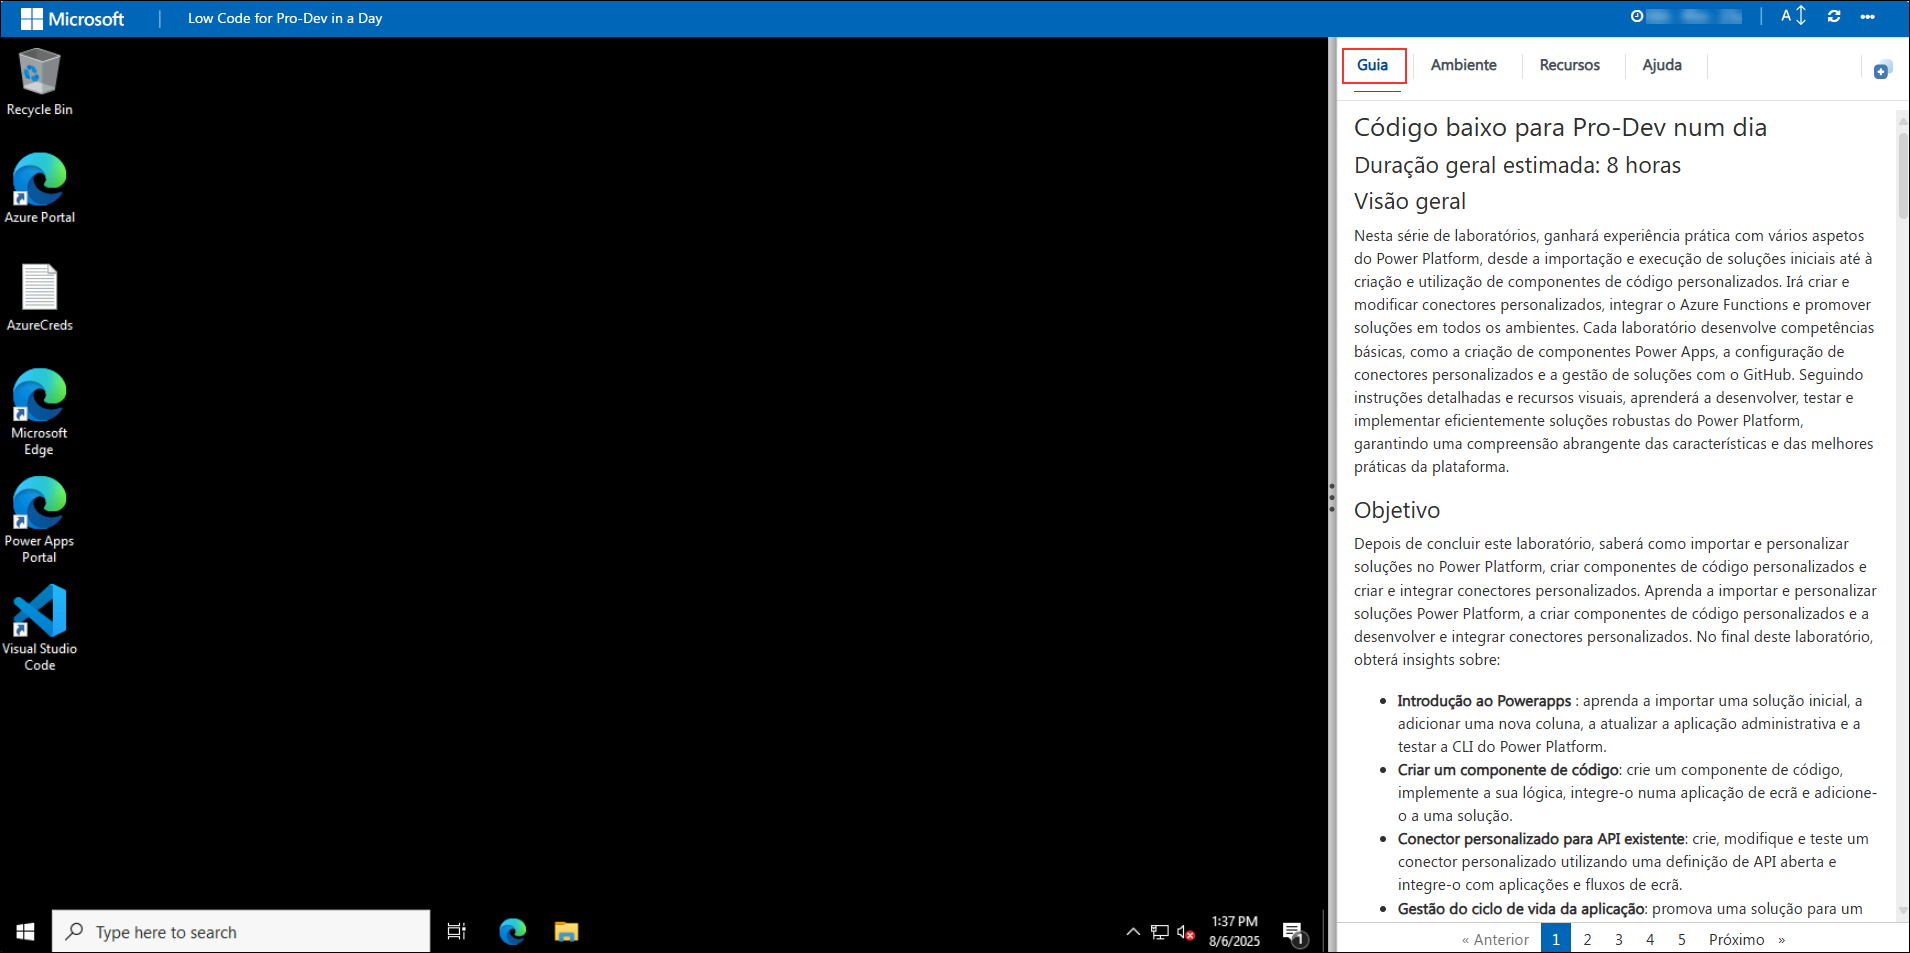 Microsoft | Low Code for Pro-Dev in a Day
A
Recycle Bin
Azure Portal
AzureCreds
Microsoft
Edge
Power Apps
Portal
Visual Studio
Code
Type here to search
1:37 PM
8/6/2025
1
Guia
Ambiente
Recursos
Ajuda
Código baixo para Pro-Dev num dia
Duração geral estimada: 8 horas
Visão geral
Nesta série de laboratórios, ganhará experiência prática com vários aspetos
do Power Platform, desde a importação e execução de soluções iniciais até à
criação e utilização de componentes de código personalizados. Irá criar e
modificar conectores personalizados, integrar o Azure Functions e promover
soluções em todos os ambientes. Cada laboratório desenvolve competências
básicas, como a criação de componentes Power Apps, a configuração de
conectores personalizados e a gestão de soluções com o GitHub. Seguindo
instruções detalhadas e recursos visuais, aprenderá a desenvolver, testar e
implementar eficientemente soluções robustas do Power Platform,
garantindo uma compreensão abrangente das características e das melhores
práticas da plataforma.
Objetivo
Depois de concluir este laboratório, saberá como importar e personalizar
soluções no Power Platform, criar componentes de código personalizados e
criar e integrar conectores personalizados. Aprenda a importar e personalizar
soluções Power Platform, a criar componentes de código personalizados e a
desenvolver e integrar conectores personalizados. No final deste laboratório,
obterá insights sobre:
• Introdução ao Powerapps : aprenda a importar uma solução inicial, a
adicionar uma nova coluna, a atualizar a aplicação administrativa e a
testar a CLI do Power Platform.
• Criar um componente de código: crie um componente de código,
implemente a sua lógica, integre-o numa aplicação de ecrã e adicione-
o a uma solução.
• Conector personalizado para API existente: crie, modifique e teste um
conector personalizado utilizando uma definição de API aberta e
integre-o com aplicações e fluxos de ecrã.
• Gestão do ciclo de vida da aplicação: promova uma solução para um
« Anterior 1 2 3 4 5 Próximo »